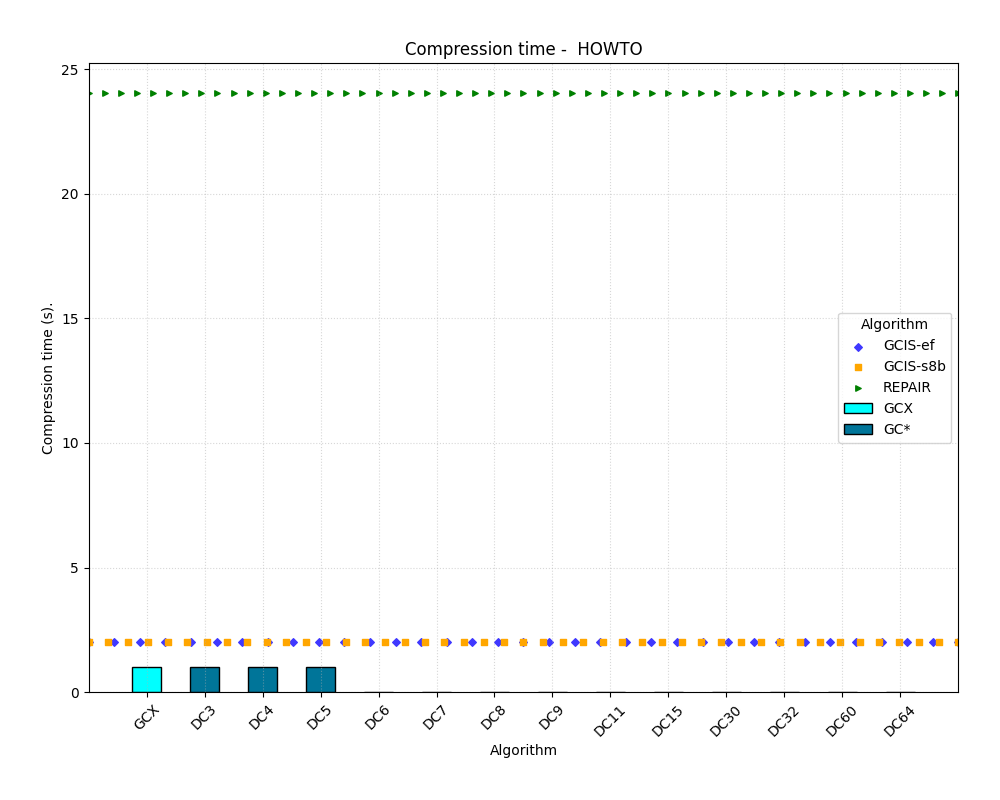 Compression time -  HOWTO
25
20
15
10
5
0
Compression time (s).
Algorithm
GCIS-ef
GCIS-s8b
REPAIR
GCX
GC*
GCX
DC3
DC4
DC5
DC6
DC7
DC8
DC9
DC11
DC15
DC30
DC32
DC60
DC64
Algorithm